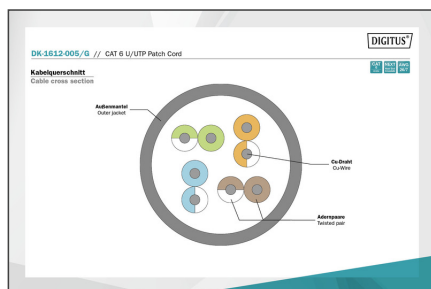 DIGITUS®
DK-1612-005/G // CAT 6 U/UTP Patch Cord
Kabelquerschnitt
Cable cross section
Außenmantel
Outer jacket
Cu-Draht
Cu-Wire
Adernpaare
Twisted pair